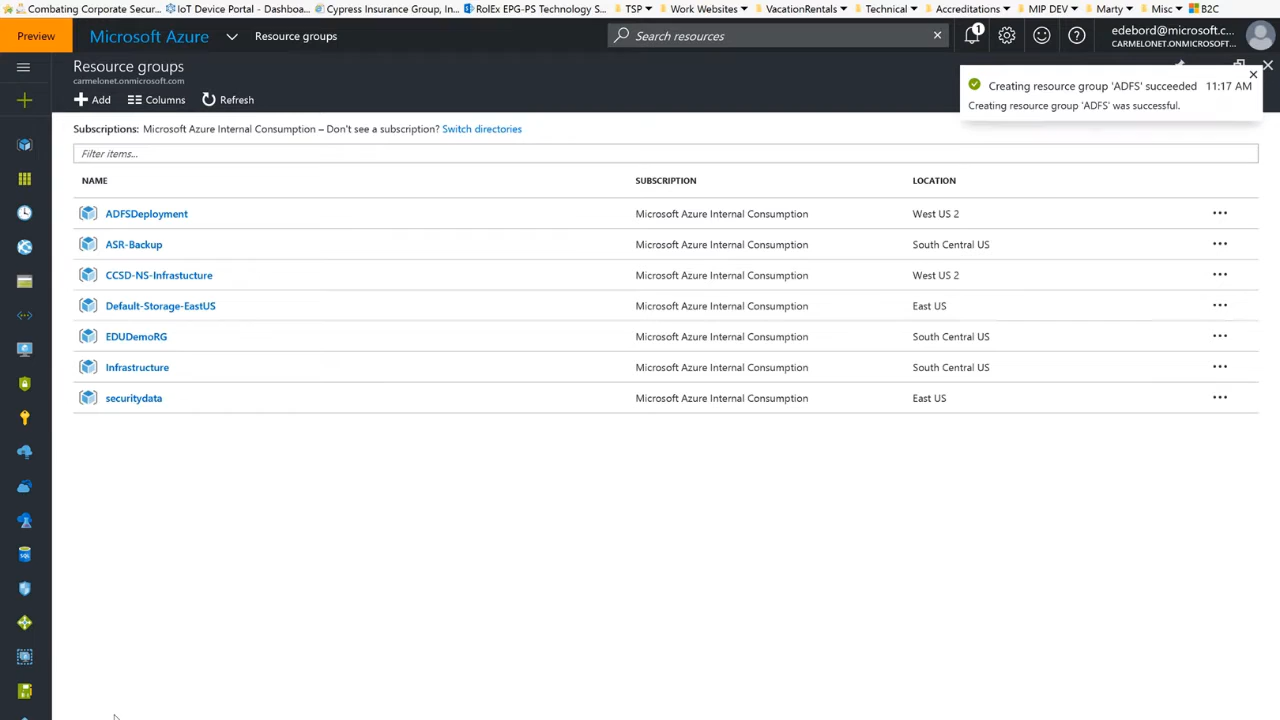 Combating Corporate Secur... IoT Device Portal - Dashboa... Cypress Insurance Group, In... RolEx EPG-PS Technology S... TSP Work Websites VacationRentals Technical Accreditations MIP DEV Marty Misc B2C
Preview Microsoft Azure Resource groups Search resources 1 edebord@microsoft.c...
CARMELONET.ONMICROSOFT...
Resource groups
carmelonet.onmicrosoft.com
Add Columns Refresh
Creating resource group 'ADFS' succeeded 11:17 AM
Creating resource group 'ADFS' was successful.
Subscriptions: Microsoft Azure Internal Consumption – Don't see a subscription? Switch directories
Filter items...
NAME SUBSCRIPTION LOCATION
ADFSDeployment Microsoft Azure Internal Consumption West US 2
ASR-Backup Microsoft Azure Internal Consumption South Central US
CCSD-NS-Infrastucture Microsoft Azure Internal Consumption West US 2
Default-Storage-EastUS Microsoft Azure Internal Consumption East US
EDUDemoRG Microsoft Azure Internal Consumption South Central US
Infrastructure Microsoft Azure Internal Consumption South Central US
securitydata Microsoft Azure Internal Consumption East US
SQL